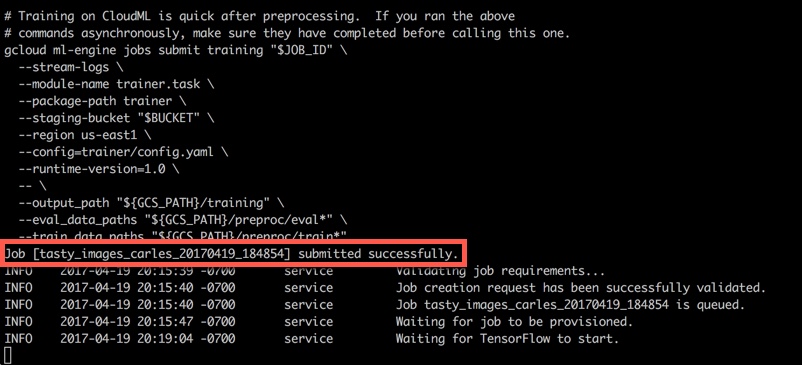 # Training on CloudML is quick after preprocessing.  If you ran the above
# commands asynchronously, make sure they have completed before calling this one.
gcloud ml-engine jobs submit training "$JOB_ID" \
  --stream-logs \
  --module-name trainer.task \
  --package-path trainer \
  --staging-bucket "$BUCKET" \
  --region us-east1 \
  --config=trainer/config.yaml \
  --runtime-version=1.0 \
  -- \
  --output_path "${GCS_PATH}/training" \
  --eval_data_paths "${GCS_PATH}/preproc/eval*" \
  --train_data_paths "${GCS_PATH}/preproc/train*"
Job [tasty_images_carles_20170419_184854] submitted successfully.
INFO    2017-04-19 20:15:39 -0700       service         Validating job requirements...
INFO    2017-04-19 20:15:40 -0700       service         Job creation request has been successfully validated.
INFO    2017-04-19 20:15:40 -0700       service         Job tasty_images_carles_20170419_184854 is queued.
INFO    2017-04-19 20:15:47 -0700       service         Waiting for job to be provisioned.
INFO    2017-04-19 20:19:04 -0700       service         Waiting for TensorFlow to start.